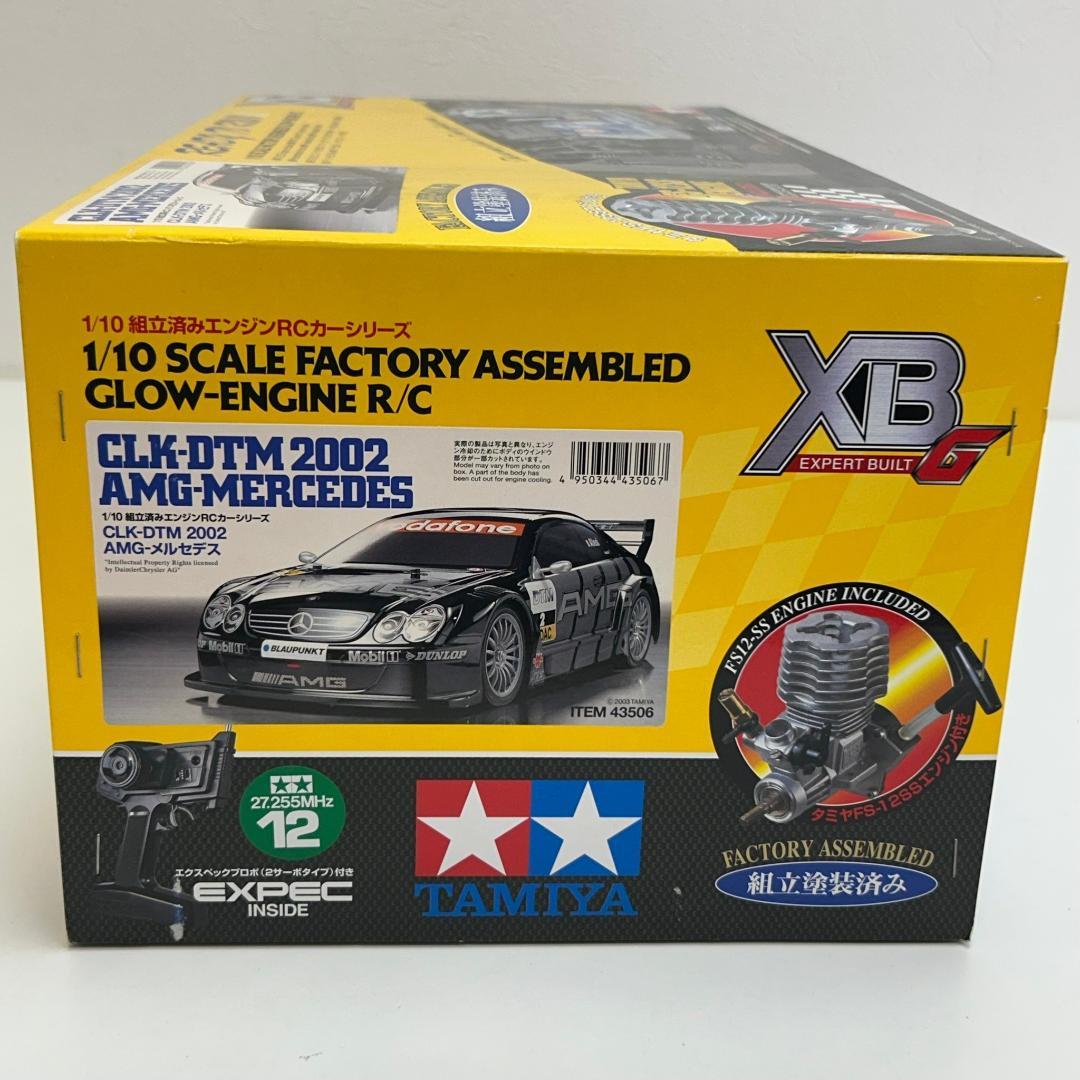 組立塗装済み
1/10 組立済みエンジンRCカーシリーズ
1/10 SCALE FACTORY ASSEMBLED
GLOW-ENGINE R/C
XB G
EXPERT BUILT
CLK-DTM 2002
AMG-MERCEDES
1/10 組立済みエンジンRCカーシリーズ
CLK-DTM 2002
AMG-メルセデス
"Intellectual Property Rights licensed
by DaimlerChrysler AG"
実際の製品は写真と異なり、エンジ
ン冷却のためにボディのウインドウ
部分が一部カットされています。
Model may vary from photo on
box. A part of the body has
been cut out for engine cooling.
4 950344 435067
vodafone
AMG
BLAUPUNKT
Mobil 1
DUNLOP
AMG
© 2003 TAMIYA
ITEM 43506
FS12-SS ENGINE INCLUDED
タミヤFS-12SSエンジン付き
27.255MHz
12
エクスペックプロポ(2サーボタイプ)付き
EXPEC
INSIDE
TAMIYA
FACTORY ASSEMBLED
組立塗装済み